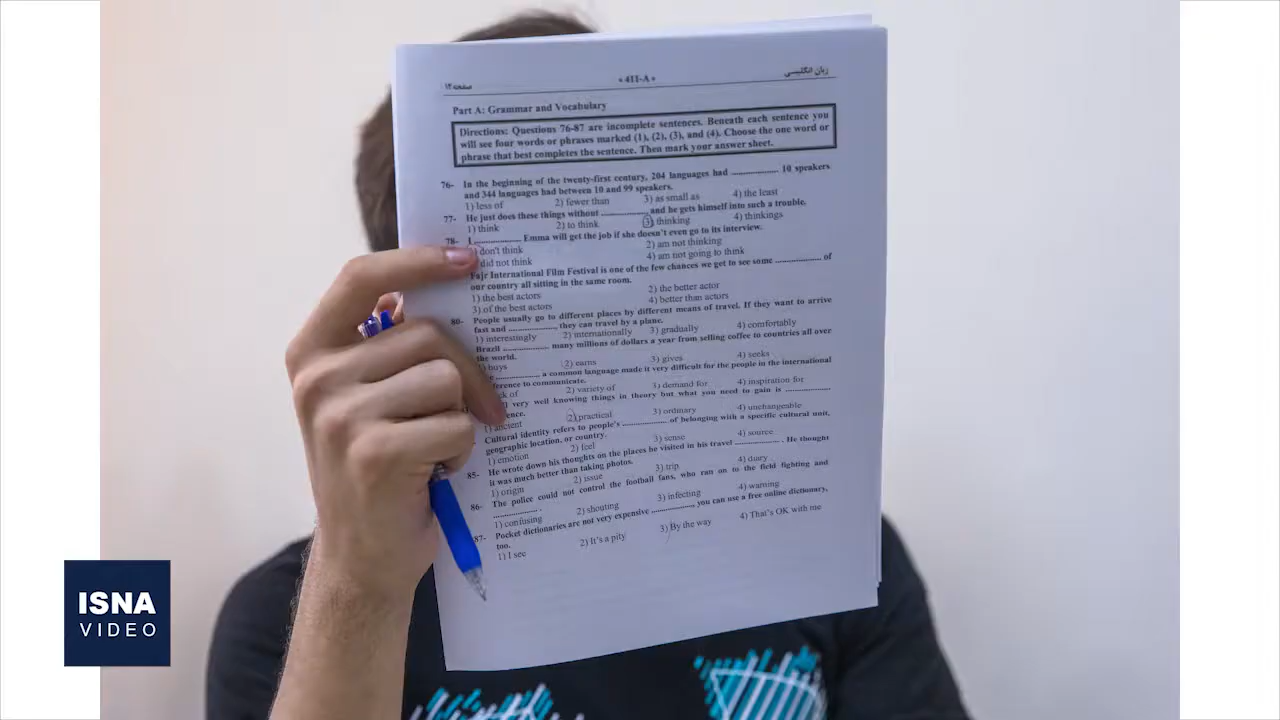 صفحه ۱۲
«411-A»
زبان انگلیسی
Part A: Grammar and Vocabulary
Directions: Questions 76-87 are incomplete sentences. Beneath each sentence you
will see four words or phrases marked (1), (2), (3), and (4). Choose the one word or
phrase that best completes the sentence. Then mark your answer sheet.
76- In the beginning of the twenty-first century, 204 languages had ................ 10 speakers
and 344 languages had between 10 and 99 speakers.
1) less of 2) fewer than 3) as small as 4) the least
77- He just does these things without ................ and he gets himself into such a trouble.
1) think 2) to think 3) thinking 4) thinkings
78- I ................ Emma will get the job if she doesn't even go to its interview.
don't think 2) am not thinking
did not think 4) am not going to think
Fajr International Film Festival is one of the few chances we get to see some ................ of
our country all sitting in the same room.
1) the best actors 2) the better actor
3) of the best actors 4) better than actors
80- People usually go to different places by different means of travel. If they want to arrive
fast and ................ they can travel by a plane.
1) interestingly 2) internationally 3) gradually 4) comfortably
Brazil ................ many millions of dollars a year from selling coffee to countries all over
the world.
buys 2) earns 3) gives 4) seeks
................ a common language made it very difficult for the people in the international
to communicate.
of 2) variety of 3) demand for 4) inspiration for
very well knowing things in theory but what you need to gain is ................
1) ancient 2) practical 3) ordinary 4) unchangeable
Cultural identity refers to people's ................ of belonging with a specific cultural unit,
geographic location, or country.
1) emotion 2) feel 3) sense 4) source
85- He wrote down his thoughts on the places he visited in his travel ................ . He thought
it was much better than taking photos.
1) origin 2) issue 3) trip 4) diary
86- The police could not control the football fans, who ran on to the field fighting and
................ .
1) confusing 2) shouting 3) infecting 4) warning
87- Pocket dictionaries are not very expensive ................ you can use a free online dictionary,
too.
1) I see 2) It's a pity 3) By the way 4) That's OK with me
ISNA
VIDEO